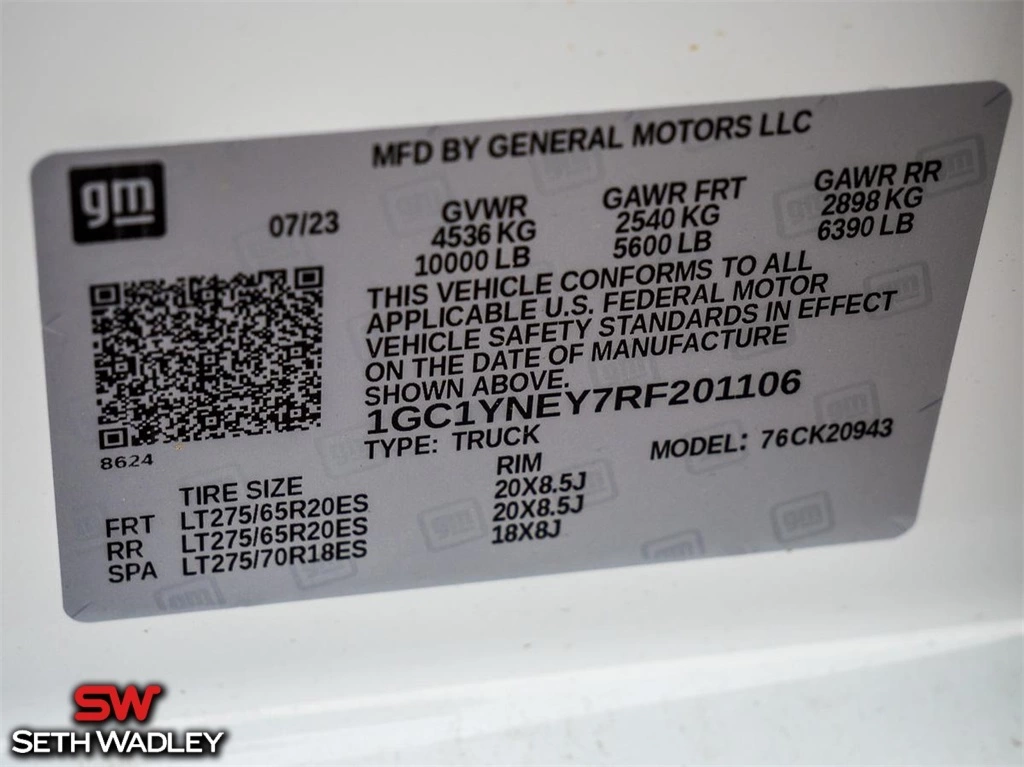 MFD BY GENERAL MOTORS LLC
gm
07/23
GVWR
4536 KG
10000 LB
GAWR FRT
2540 KG
5600 LB
GAWR RR
2898 KG
6390 LB
THIS VEHICLE CONFORMS TO ALL
APPLICABLE U.S. FEDERAL MOTOR
VEHICLE SAFETY STANDARDS IN EFFECT
ON THE DATE OF MANUFACTURE
SHOWN ABOVE.
1GC1YNEY7RF201106
TYPE: TRUCK
MODEL: 76CK20943
8624
TIRE SIZE RIM
FRT LT275/65R20ES 20X8.5J
RR LT275/65R20ES 20X8.5J
SPA LT275/70R18ES 18X8J
SW
SETH WADLEY